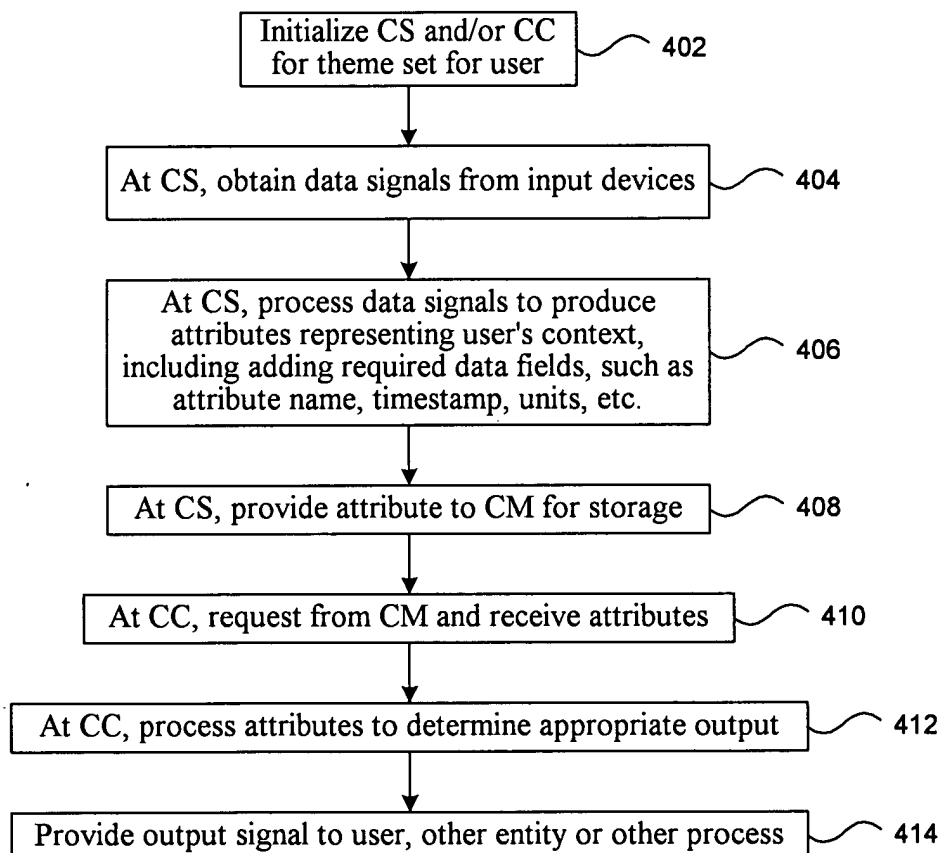 Initialize CS and/or CC
for theme set for user
402
At CS, obtain data signals from input devices
404
At CS, process data signals to produce
attributes representing user's context,
including adding required data fields, such as
attribute name, timestamp, units, etc.
406
At CS, provide attribute to CM for storage
408
At CC, request from CM and receive attributes
410
At CC, process attributes to determine appropriate output
412
Provide output signal to user, other entity or other process
414